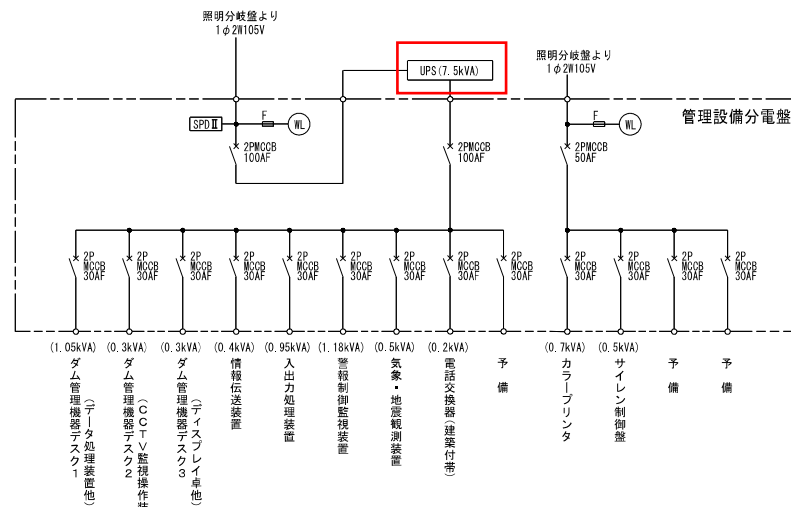 照明分岐盤より
1φ2W105V
UPS(7.5kVA)
照明分岐盤より
1φ2W105V
管理設備分電盤
SPDⅡ
F
WL
F
WL
2PMCCB
100AF
2PMCCB
100AF
2PMCCB
50AF
2P
MCCB
30AF
2P
MCCB
30AF
2P
MCCB
30AF
2P
MCCB
30AF
2P
MCCB
30AF
2P
MCCB
30AF
2P
MCCB
30AF
2P
MCCB
30AF
2P
MCCB
30AF
2P
MCCB
30AF
2P
MCCB
30AF
2P
MCCB
30AF
2P
MCCB
30AF
(1.05kVA)
ダム管理機器デスク1
(データ処理装置他)
(0.3kVA)
ダム管理機器デスク2
(CCTV監視操作
(0.3kVA)
ダム管理機器デスク3
(ディスプレイ卓他)
(0.4kVA)
情報伝送装置
(0.95kVA)
入出力処理装置
(1.18kVA)
警報制御監視装置
(0.5kVA)
気象・地震観測装置
(0.2kVA)
電話交換器(建築付帯)
予備
(0.7kVA)
カラープリンタ
(0.5kVA)
サイレン制御盤
予備
予備